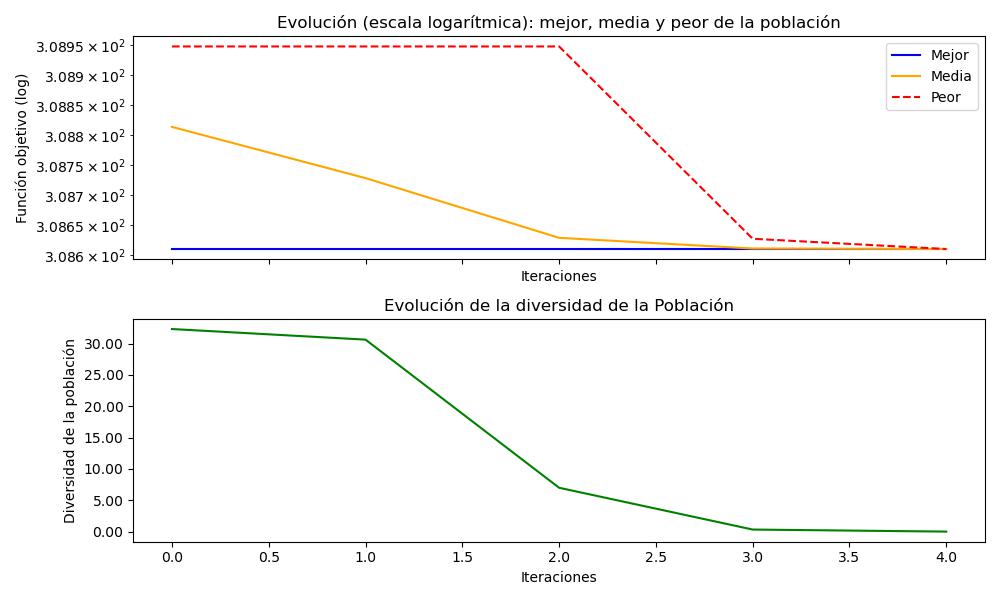 Evolución (escala logarítmica): mejor, media y peor de la población
Función objetivo (log)
3.0895 × 10²
3.089 × 10²
3.0885 × 10²
3.088 × 10²
3.0875 × 10²
3.087 × 10²
3.0865 × 10²
3.086 × 10²
Mejor
Media
Peor
Iteraciones
Evolución de la diversidad de la Población
Diversidad de la población
30.00
25.00
20.00
15.00
10.00
5.00
0.00
0.0 0.5 1.0 1.5 2.0 2.5 3.0 3.5 4.0
Iteraciones